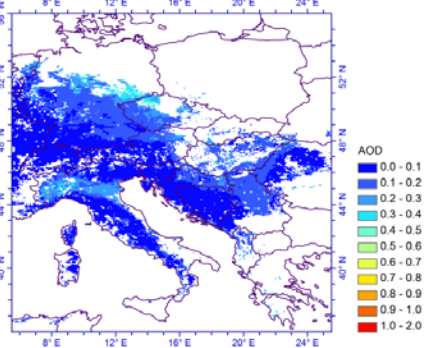 8° E 12° E 16° E 20° E 24° E
52° N
48° N
44° N
40° N
52° N
48° N
44° N
40° N
8° E 12° E 16° E 20° E 24° E
AOD
0.0 - 0.1
0.1 - 0.2
0.2 - 0.3
0.3 - 0.4
0.4 - 0.5
0.5 - 0.6
0.6 - 0.7
0.7 - 0.8
0.8 - 0.9
0.9 - 1.0
1.0 - 2.0